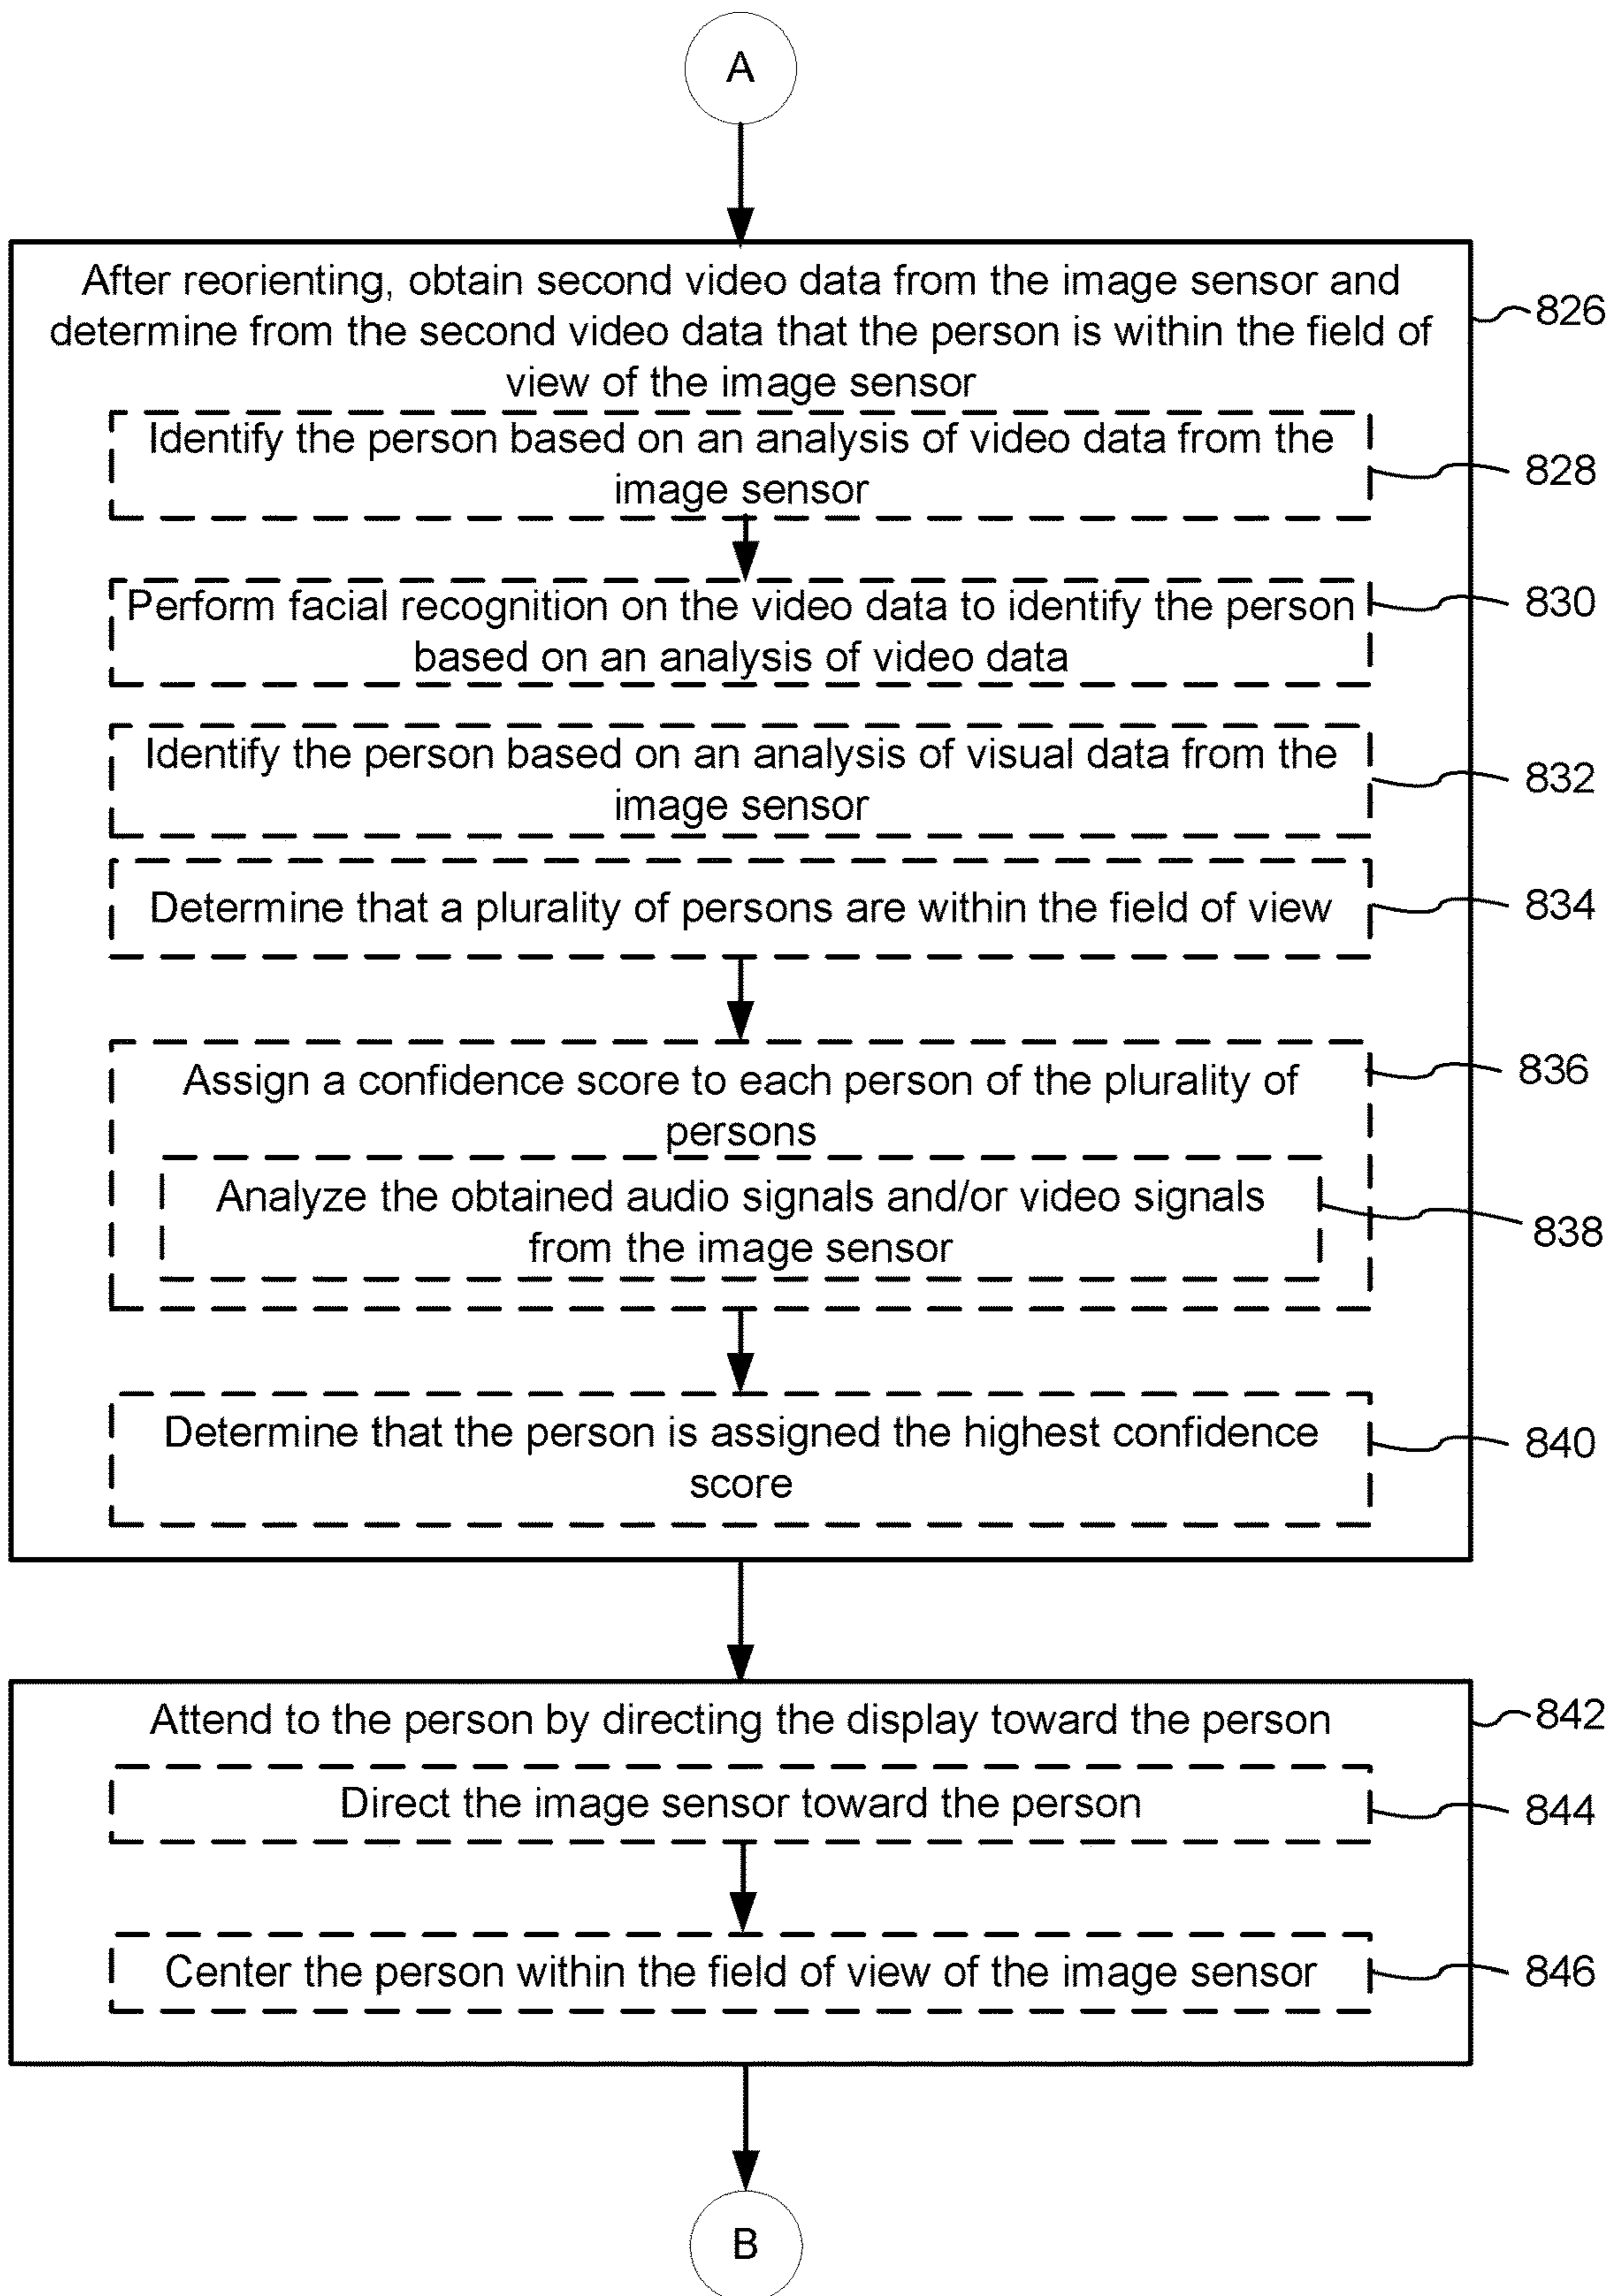 A
After reorienting, obtain second video data from the image sensor and
determine from the second video data that the person is within the field of
view of the image sensor
826
Identify the person based on an analysis of video data from the
image sensor
828
Perform facial recognition on the video data to identify the person
based on an analysis of video data
830
Identify the person based on an analysis of visual data from the
image sensor
832
Determine that a plurality of persons are within the field of view
834
Assign a confidence score to each person of the plurality of
persons
836
Analyze the obtained audio signals and/or video signals
from the image sensor
838
Determine that the person is assigned the highest confidence
score
840
Attend to the person by directing the display toward the person
842
Direct the image sensor toward the person
844
Center the person within the field of view of the image sensor
846
B